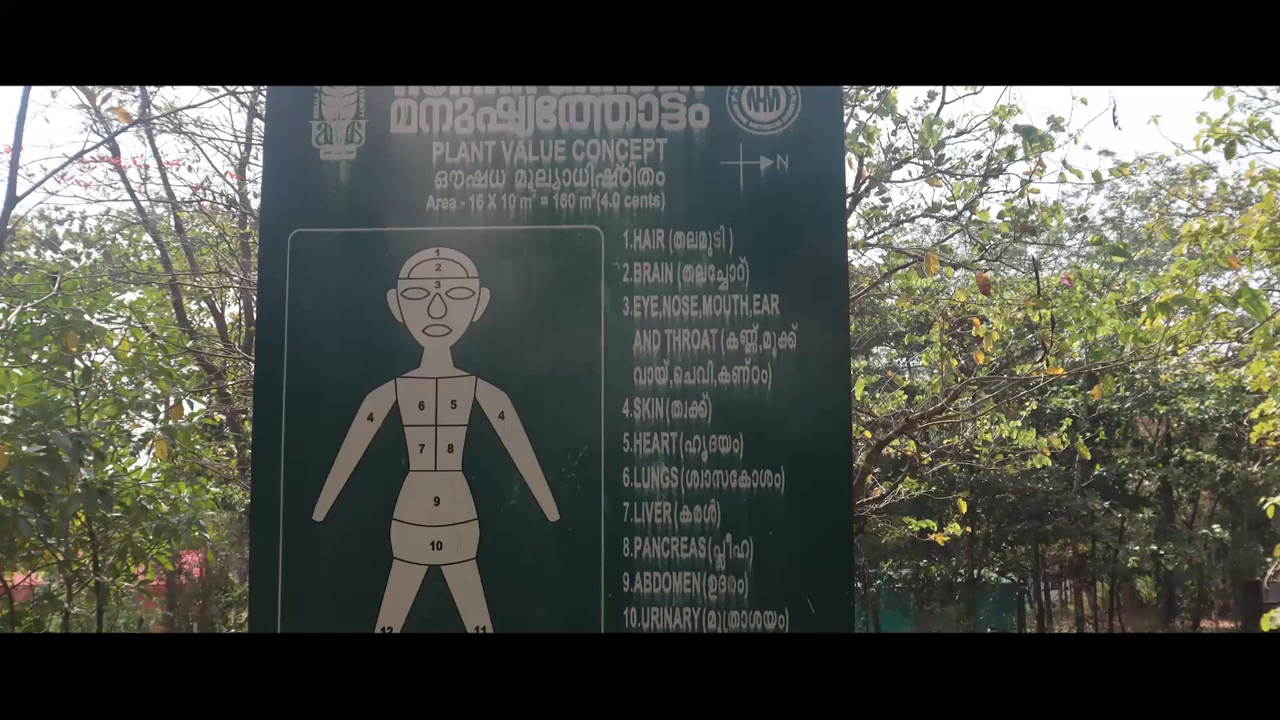 മനുഷ്യത്തോട്ടം
PLANT VALUE CONCEPT
N
ഔഷധ മൂല്യാധിഷ്ഠിതം
Area - 16 X 10 m² = 160 m²(4.0 cents)
1.HAIR (തലമുടി )
2.BRAIN (തലച്ചോറ്)
3.EYE,NOSE,MOUTH,EAR
AND THROAT (കണ്ണ്,മൂക്ക്
വായ്,ചെവി,കണ്ഠം)
4.SKIN (ത്വക്ക്)
5.HEART (ഹൃദയം)
6.LUNGS (ശ്വാസകോശം)
7.LIVER (കരൾ)
8.PANCREAS (പ്ലീഹ)
9.ABDOMEN (ഉദരം)
10.URINARY (മൂത്രാശയം)
1
2
3
4
6
5
4
7
8
9
10
12
11